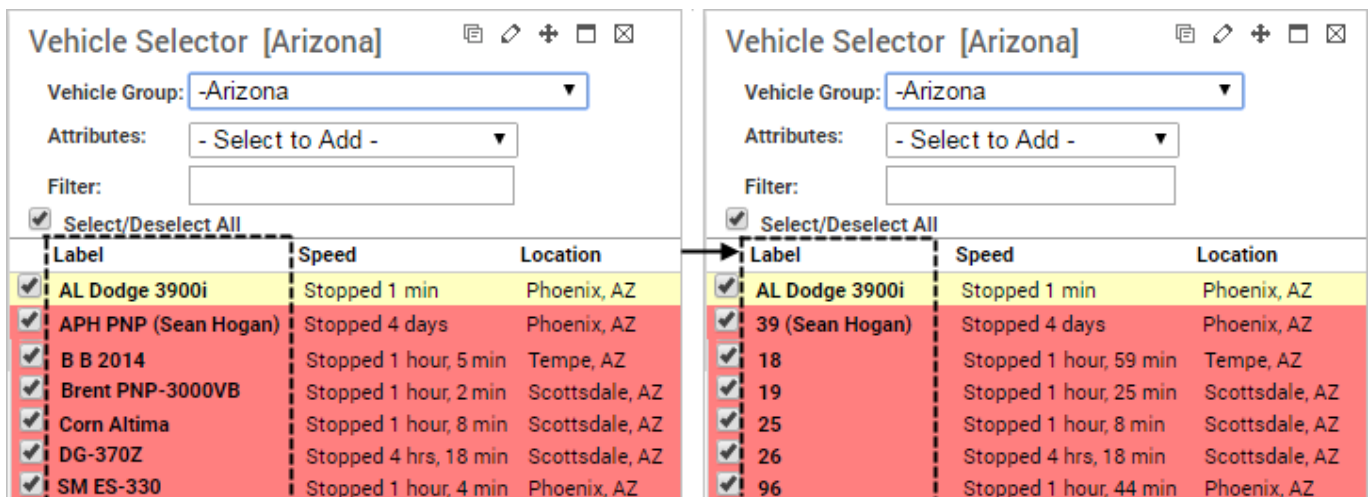 Vehicle Selector [Arizona]
Vehicle Group: -Arizona
Attributes: - Select to Add -
Filter:
Select/Deselect All
Label Speed Location
AL Dodge 3900i Stopped 1 min Phoenix, AZ
APH PNP (Sean Hogan) Stopped 4 days Phoenix, AZ
B B 2014 Stopped 1 hour, 5 min Tempe, AZ
Brent PNP-3000VB Stopped 1 hour, 2 min Scottsdale, AZ
Corn Altima Stopped 1 hour, 8 min Scottsdale, AZ
DG-370Z Stopped 4 hrs, 18 min Scottsdale, AZ
SM ES-330 Stopped 1 hour, 4 min Phoenix, AZ
Vehicle Selector [Arizona]
Vehicle Group: -Arizona
Attributes: - Select to Add -
Filter:
Select/Deselect All
Label Speed Location
AL Dodge 3900i Stopped 1 min Phoenix, AZ
39 (Sean Hogan) Stopped 4 days Phoenix, AZ
18 Stopped 1 hour, 59 min Tempe, AZ
19 Stopped 1 hour, 25 min Scottsdale, AZ
25 Stopped 1 hour, 8 min Scottsdale, AZ
26 Stopped 4 hrs, 18 min Scottsdale, AZ
96 Stopped 1 hour, 44 min Phoenix, AZ